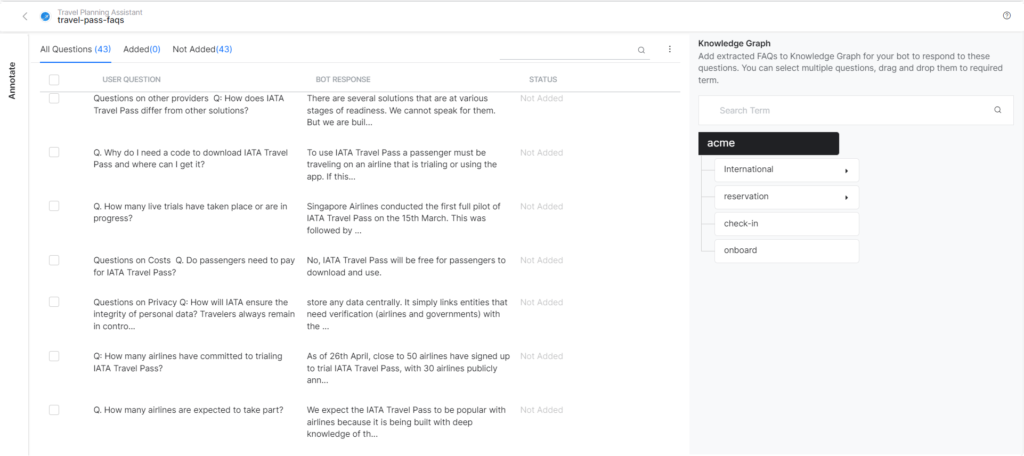 Travel Planning Assistant
travel-pass-faqs
Annotate
All Questions (43) Added(0) Not Added(43)
USER QUESTION BOT RESPONSE STATUS
Questions on other providers Q: How does IATA
Travel Pass differ from other solutions?
There are several solutions that are at various
stages of readiness. We cannot speak for them.
But we are buil...
Not Added
Q. Why do I need a code to download IATA Travel
Pass and where can I get it?
To use IATA Travel Pass a passenger must be
traveling on an airline that is trialing or using the
app. If this...
Not Added
Q. How many live trials have taken place or are in
progress?
Singapore Airlines conducted the first full pilot of
IATA Travel Pass on the 15th March. This was
followed by ...
Not Added
Questions on Costs Q. Do passengers need to pay
for IATA Travel Pass?
No, IATA Travel Pass will be free for passengers to
download and use.
Not Added
Questions on Privacy Q: How will IATA ensure the
integrity of personal data? Travelers always remain
in contro...
store any data centrally. It simply links entities that
need verification (airlines and governments) with
the ...
Not Added
Q: How many airlines have committed to trialing
IATA Travel Pass?
As of 26th April, close to 50 airlines have signed up
to trial IATA Travel Pass, with 30 airlines publicly
ann...
Not Added
Q. How many airlines are expected to take part?
We expect the IATA Travel Pass to be popular with
airlines because it is being built with deep
knowledge of th...
Not Added
Knowledge Graph
Add extracted FAQs to Knowledge Graph for your bot to respond to these
questions. You can select multiple questions, drag and drop them to required
term.
Search Term
acme
International
reservation
check-in
onboard